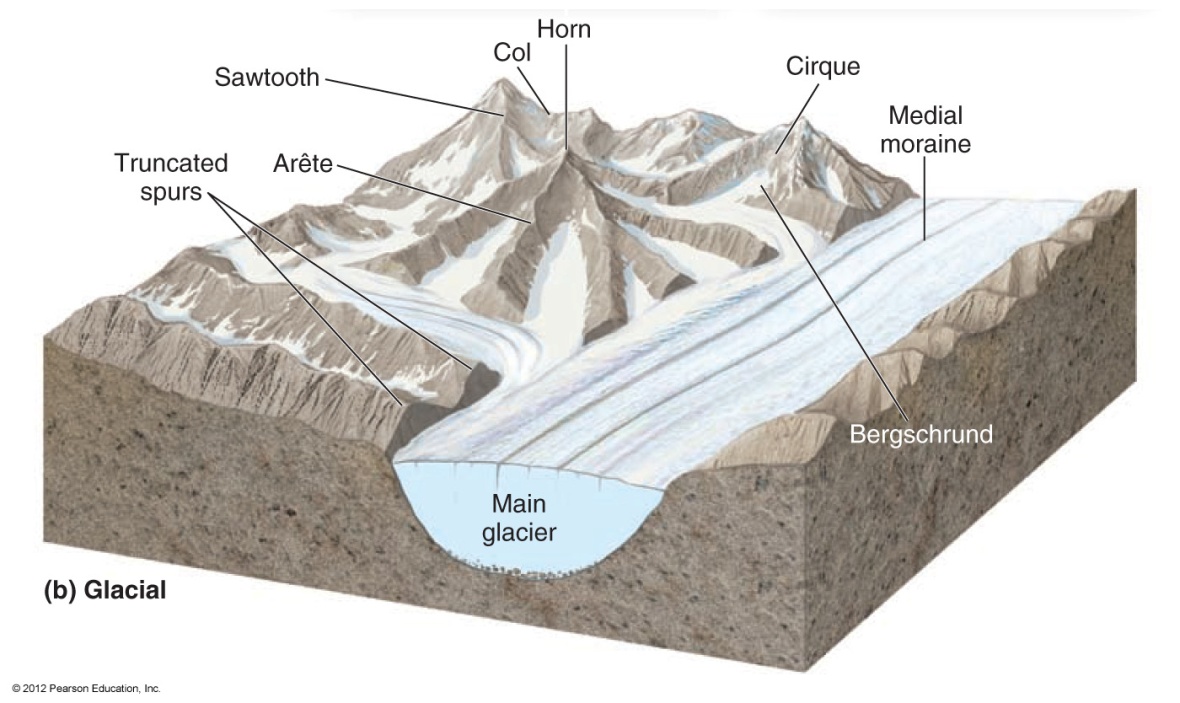 Horn
Col
Sawtooth
Cirque
Medial
moraine
Truncated
spurs
Arête
Bergschrund
Main
glacier
(b) Glacial
© 2012 Pearson Education, Inc.